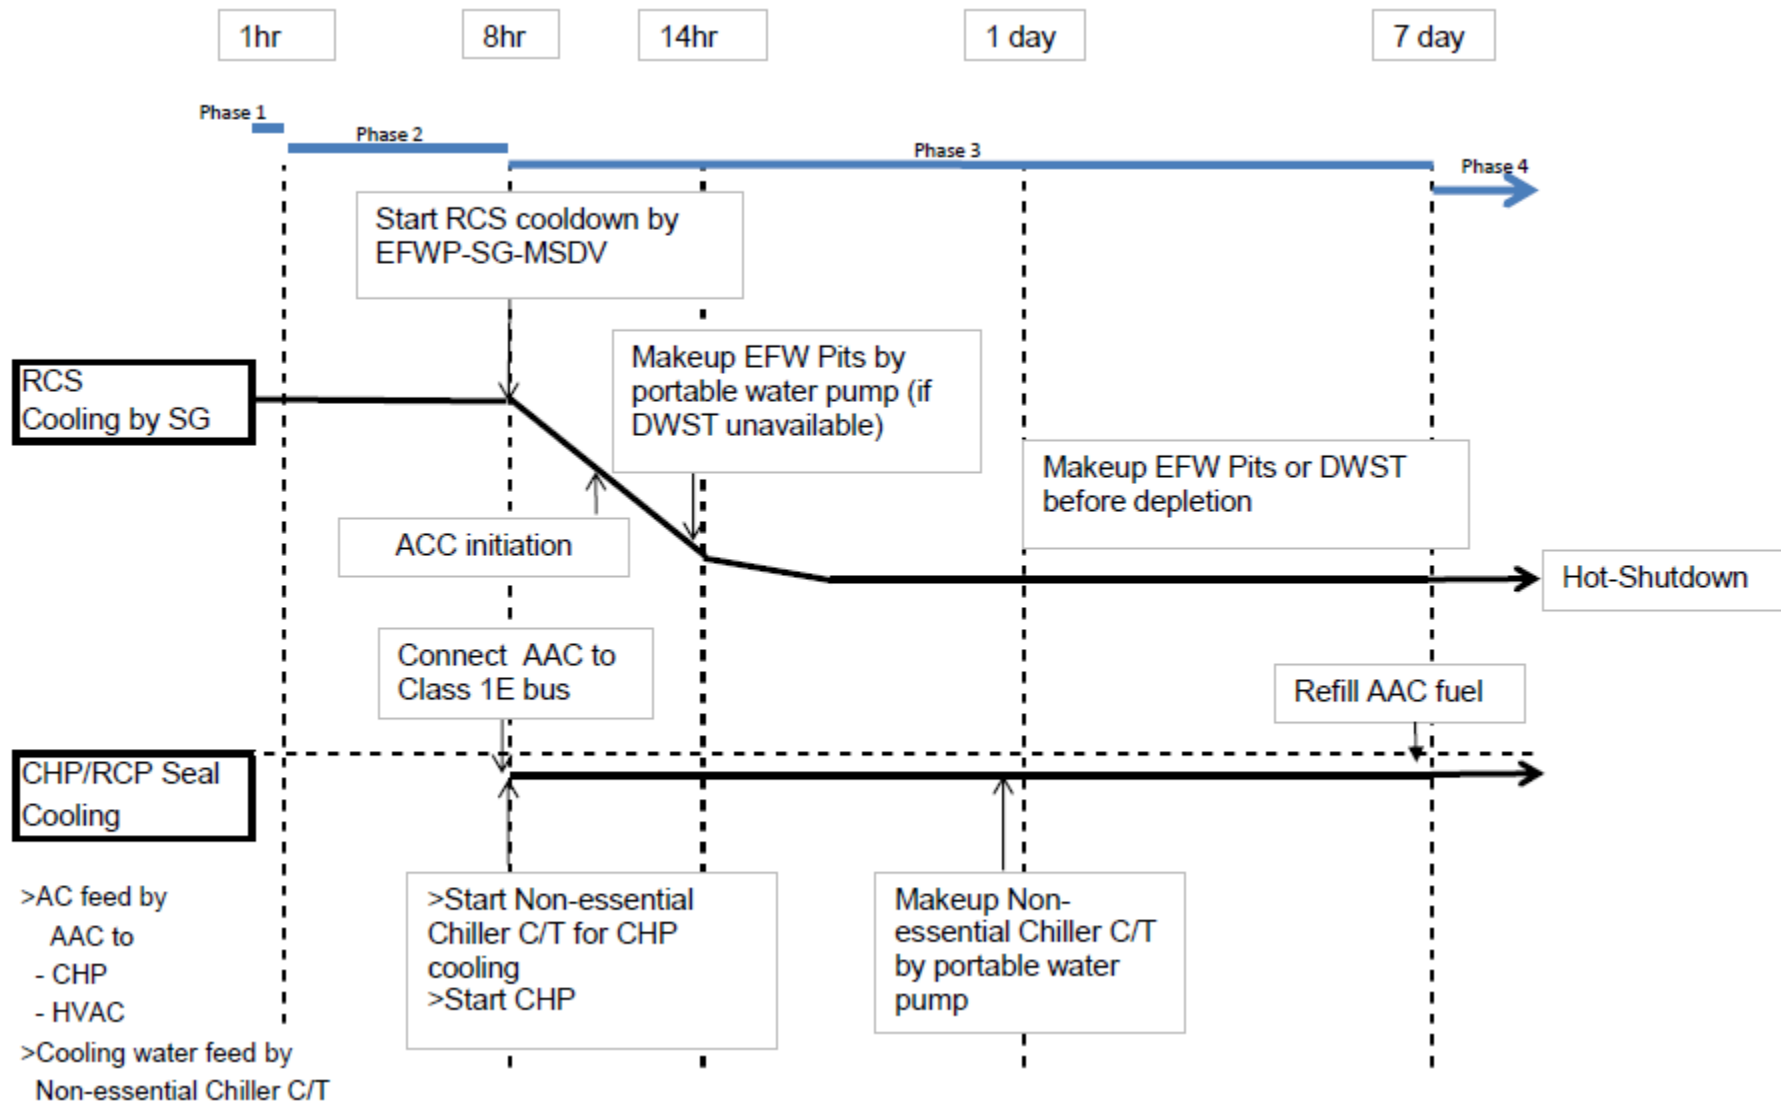 1hr
8hr
14hr
1 day
7 day
Phase 1
Phase 2
Phase 3
Phase 4
Start RCS cooldown by
EFWP-SG-MSDV
Makeup EFW Pits by
portable water pump (if
DWST unavailable)
RCS
Cooling by SG
Makeup EFW Pits or DWST
before depletion
ACC initiation
Hot-Shutdown
Connect AAC to
Class 1E bus
Refill AAC fuel
CHP/RCP Seal
Cooling
>AC feed by
AAC to
- CHP
- HVAC
>Cooling water feed by
Non-essential Chiller C/T
>Start Non-essential
Chiller C/T for CHP
cooling
>Start CHP
Makeup Non-
essential Chiller C/T
by portable water
pump